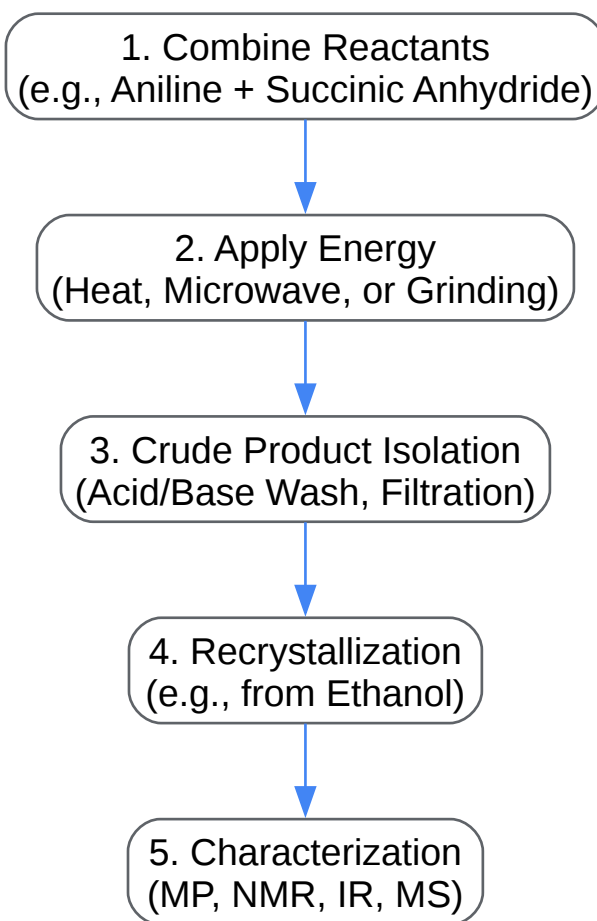 1. Combine Reactants
(e.g., Aniline + Succinic Anhydride)
2. Apply Energy
(Heat, Microwave, or Grinding)
3. Crude Product Isolation
(Acid/Base Wash, Filtration)
4. Recrystallization
(e.g., from Ethanol)
5. Characterization
(MP, NMR, IR, MS)